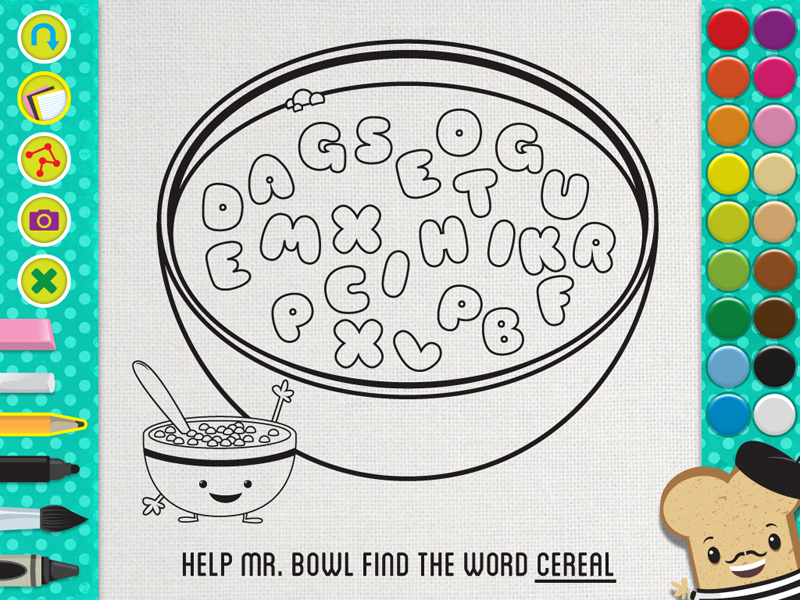 G S O G
D A E T U
E M X H I K R
C I
P P B F
X V
HELP MR. BOWL FIND THE WORD CEREAL